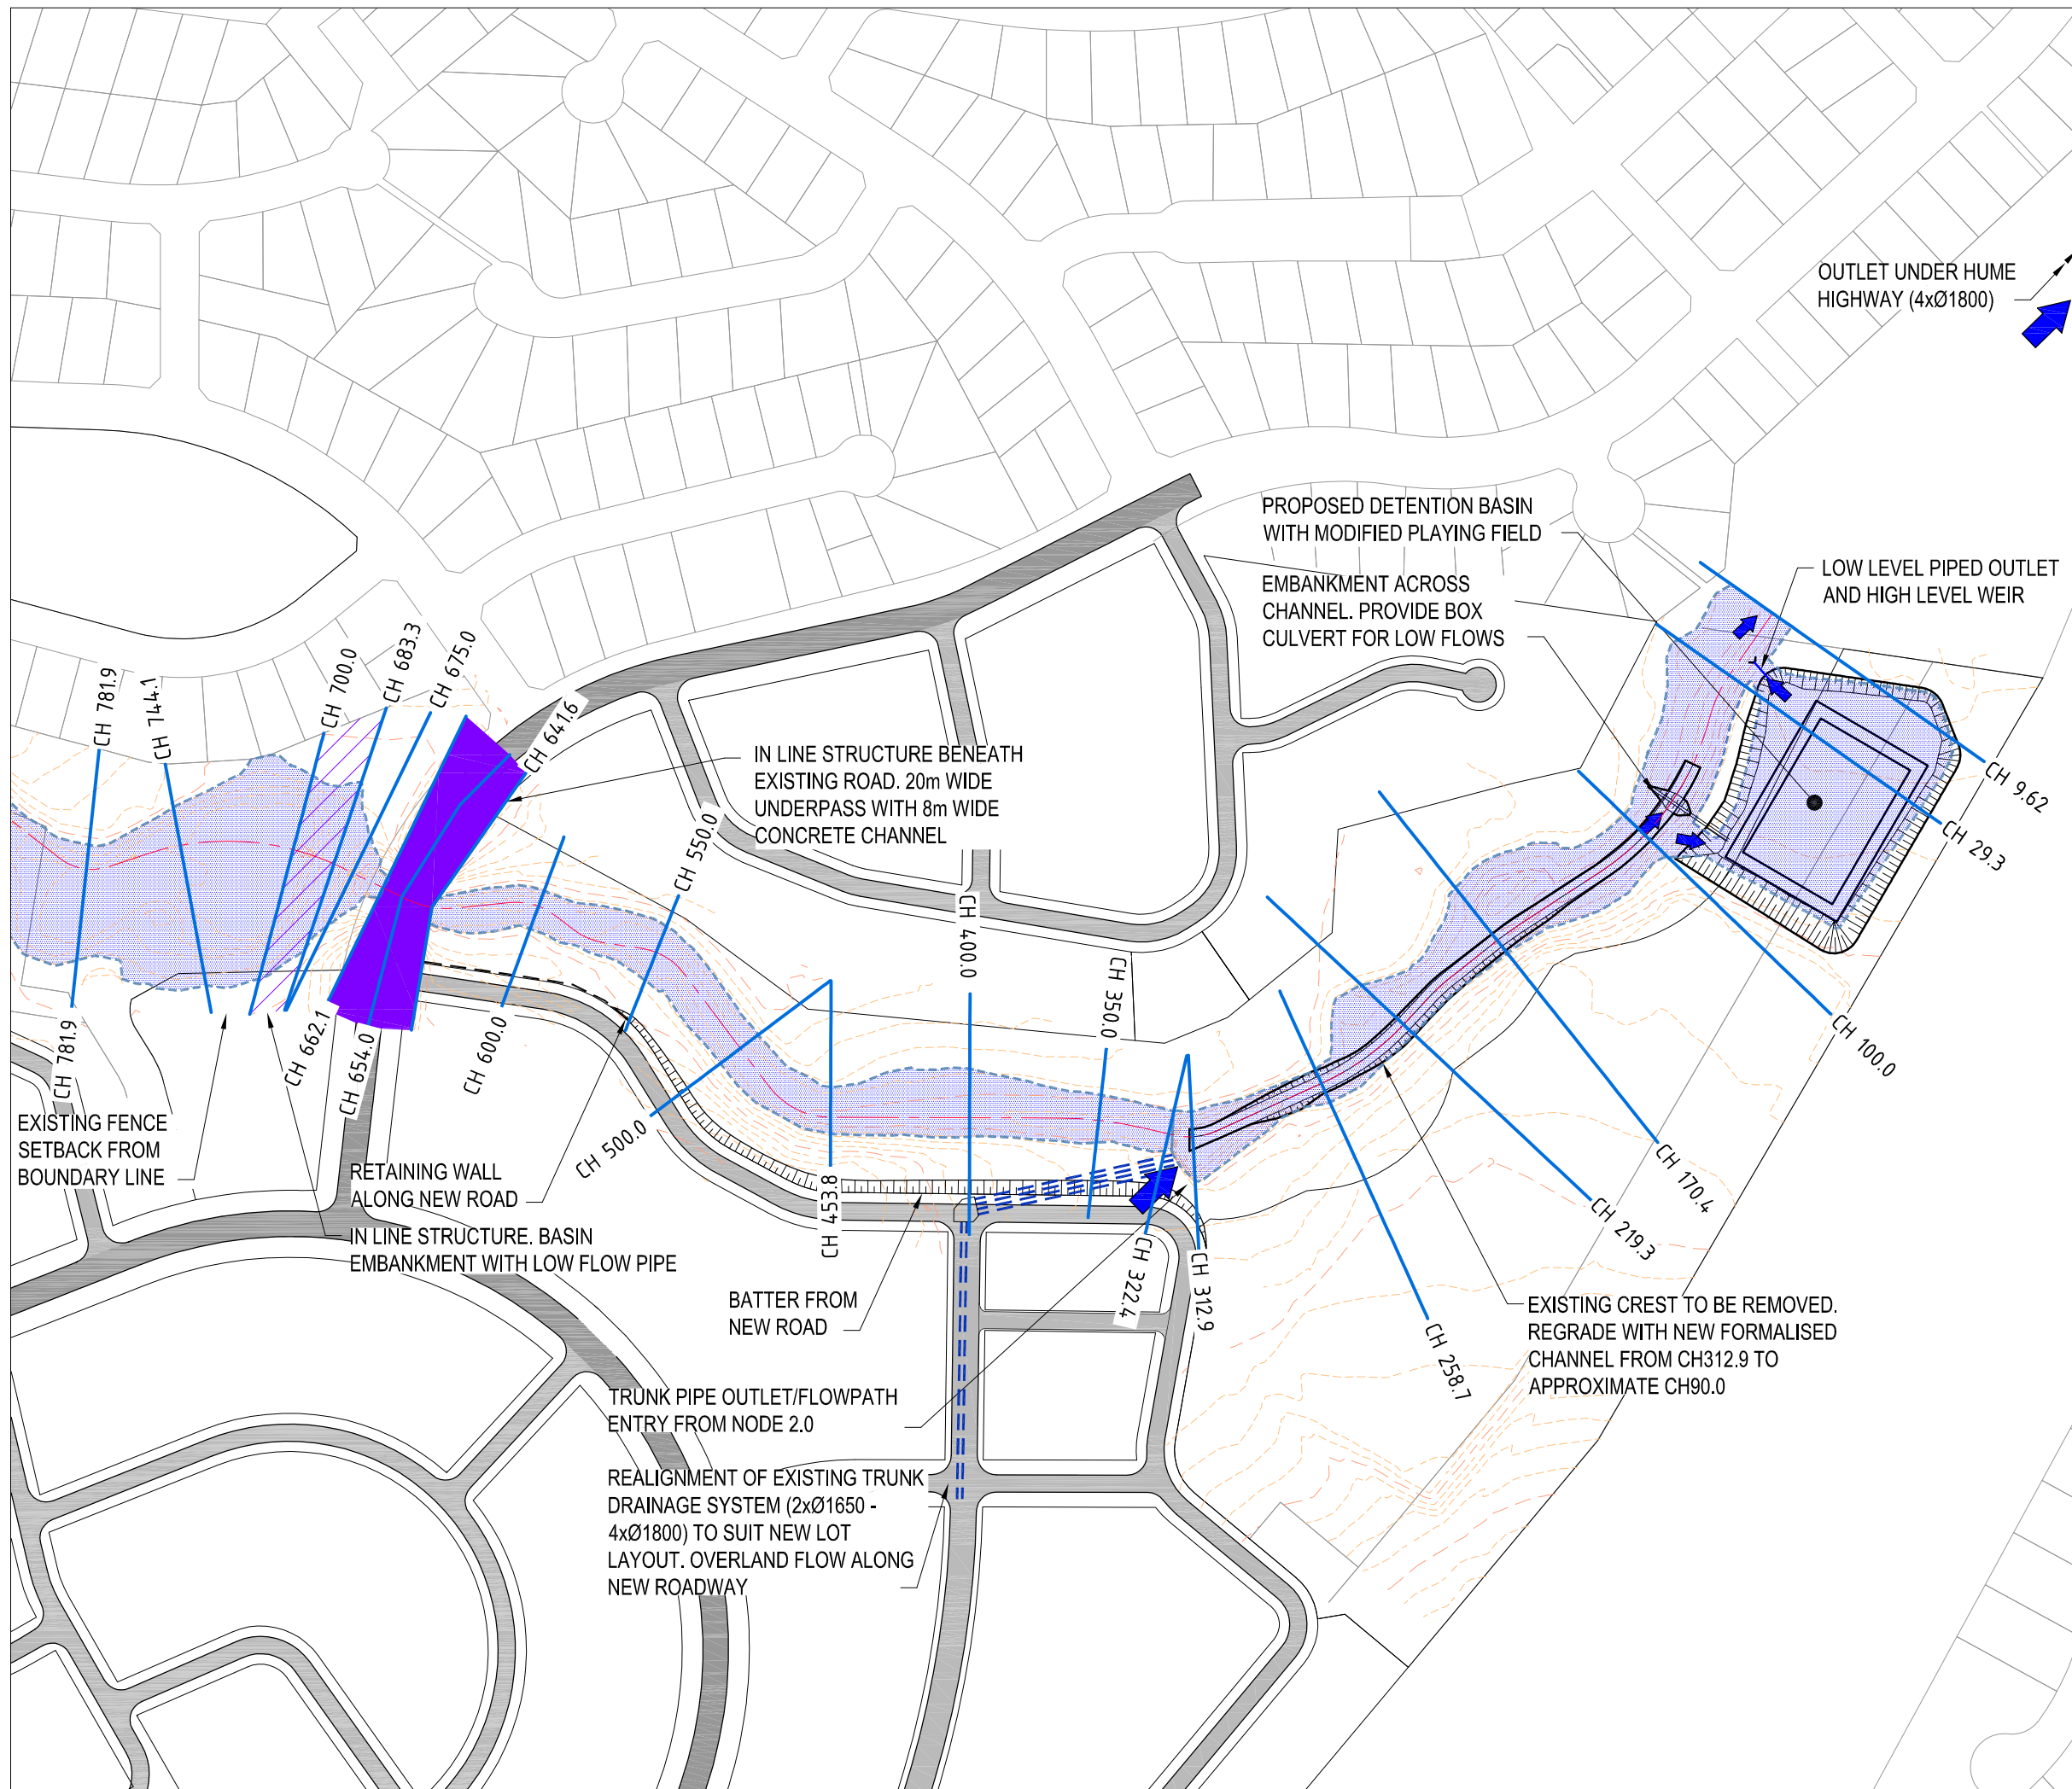 OUTLET UNDER HUME
HIGHWAY (4xØ1800)
PROPOSED DETENTION BASIN
WITH MODIFIED PLAYING FIELD
EMBANKMENT ACROSS
CHANNEL. PROVIDE BOX
CULVERT FOR LOW FLOWS
LOW LEVEL PIPED OUTLET
AND HIGH LEVEL WEIR
CH 781.9
CH 744.1
CH 700.0
CH 683.3
CH 675.0
CH 641.6
IN LINE STRUCTURE BENEATH
EXISTING ROAD. 20m WIDE
UNDERPASS WITH 8m WIDE
CONCRETE CHANNEL
CH 550.0
CH 400.0
CH 350.0
CH 9.62
CH 29.3
CH 100.0
CH 170.4
CH 219.3
CH 258.7
CH 312.9
CH 322.4
CH 453.8
CH 500.0
CH 600.0
CH 654.0
CH 662.1
CH 781.9
EXISTING FENCE
SETBACK FROM
BOUNDARY LINE
RETAINING WALL
ALONG NEW ROAD
IN LINE STRUCTURE. BASIN
EMBANKMENT WITH LOW FLOW PIPE
BATTER FROM
NEW ROAD
EXISTING CREST TO BE REMOVED.
REGRADE WITH NEW FORMALISED
CHANNEL FROM CH312.9 TO
APPROXIMATE CH90.0
TRUNK PIPE OUTLET/FLOWPATH
ENTRY FROM NODE 2.0
REALIGNMENT OF EXISTING TRUNK
DRAINAGE SYSTEM (2xØ1650 -
4xØ1800) TO SUIT NEW LOT
LAYOUT. OVERLAND FLOW ALONG
NEW ROADWAY